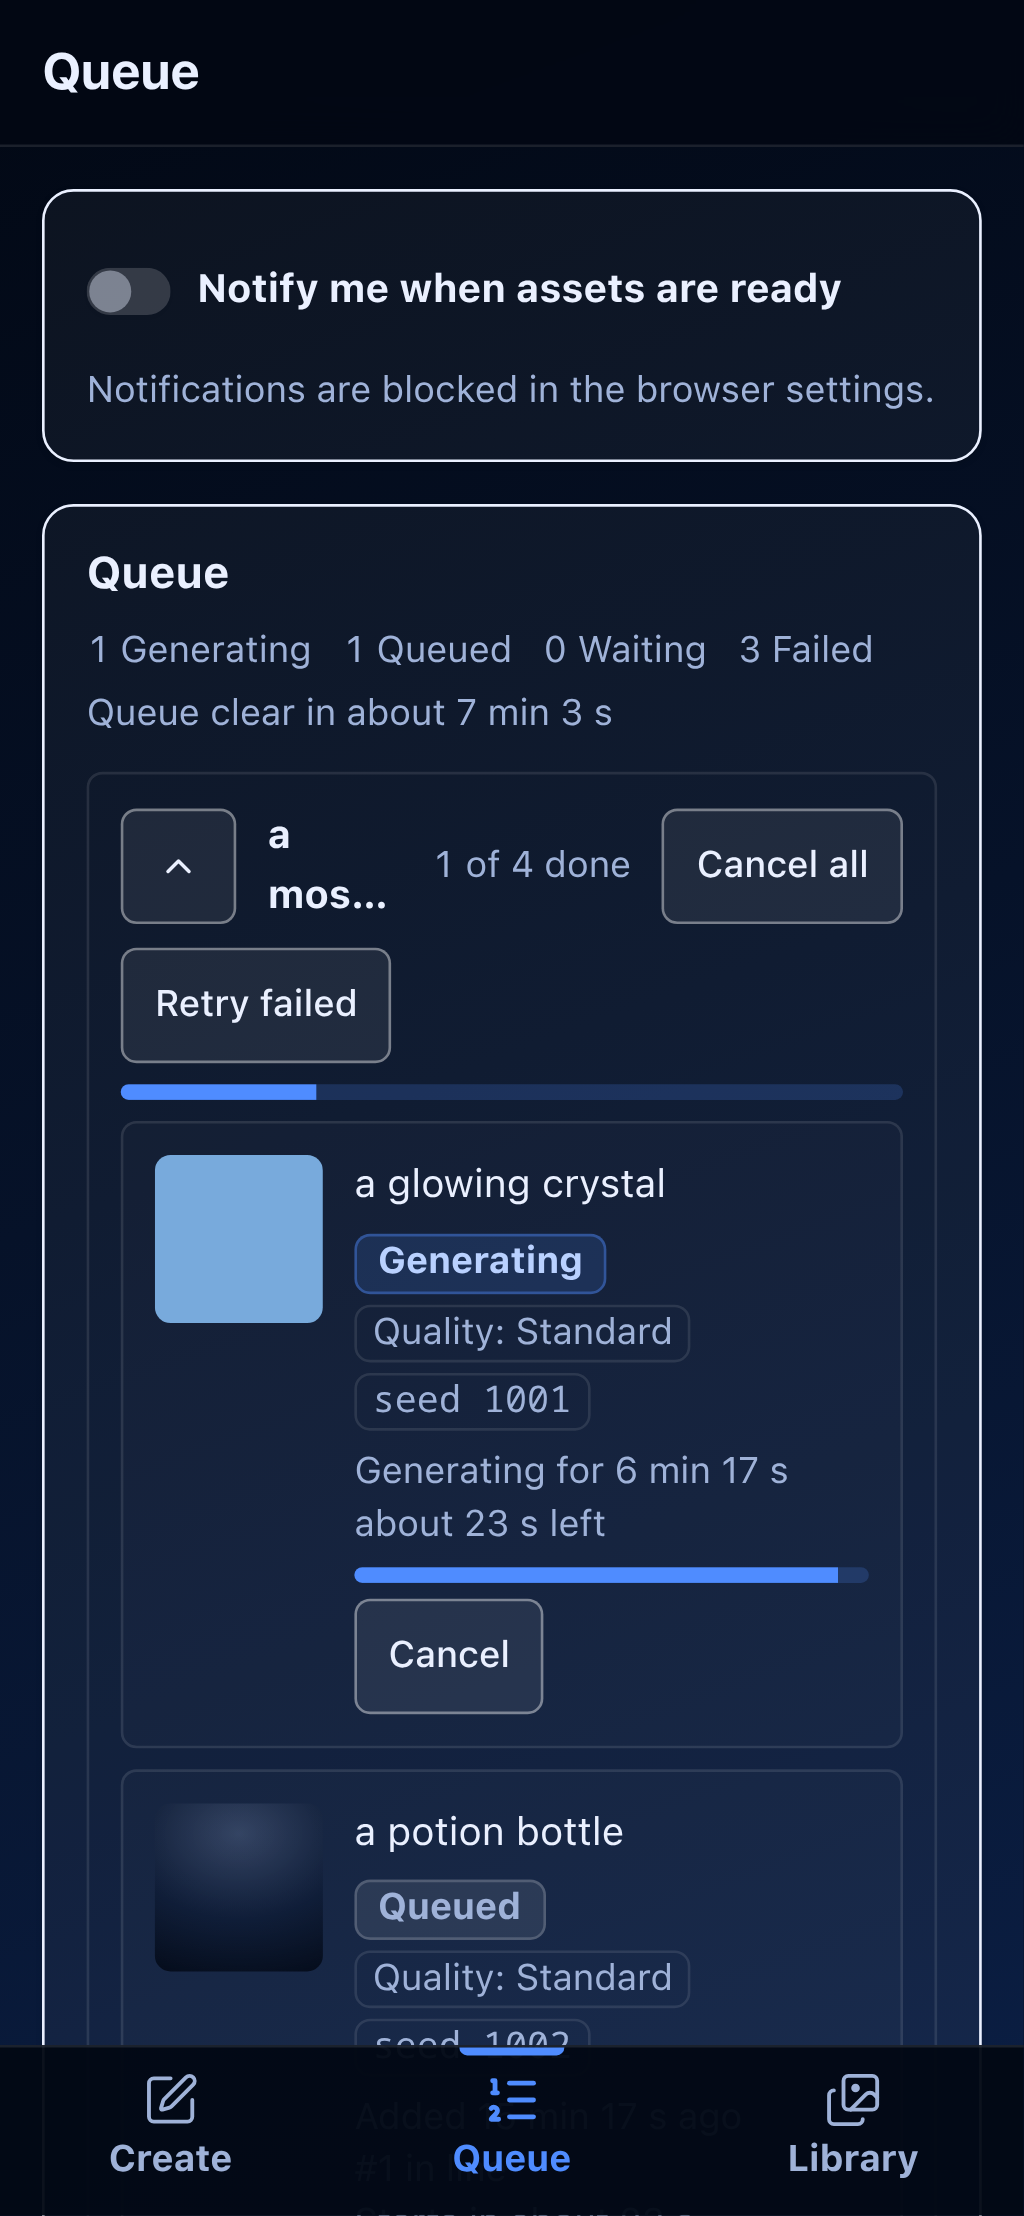 Queue
Notify me when assets are ready
Notifications are blocked in the browser settings.
Queue
1 Generating 1 Queued 0 Waiting 3 Failed
Queue clear in about 7 min 3 s
a
mos...
1 of 4 done
Cancel all
Retry failed
a glowing crystal
Generating
Quality: Standard
seed 1001
Generating for 6 min 17 s
about 23 s left
Cancel
a potion bottle
Queued
Quality: Standard
seed 1002
Create
Queue
Library